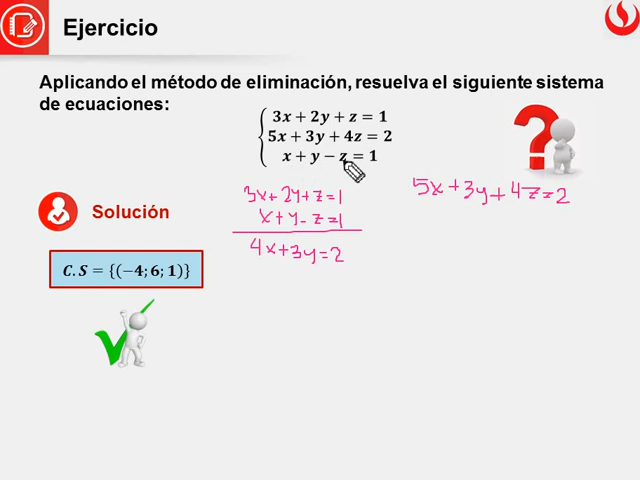 Ejercicio
Aplicando el método de eliminación, resuelva el siguiente sistema
de ecuaciones:
3x + 2y + z = 1
5x + 3y + 4z = 2
x + y − z = 1
Solución
3x+2y+z=1
x+y-z=1
4x+3y=2
5x+3y+4z=2
C.S = {(−4; 6; 1)}